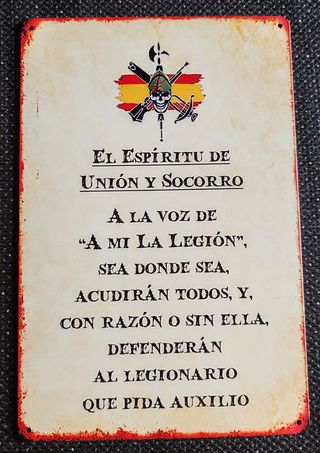 El Espíritu de
Unión y Socorro
A la voz de
“A mi La Legión”,
sea donde sea,
acudirán todos, y,
con razón o sin ella,
defenderán
al legionario
que pida auxilio